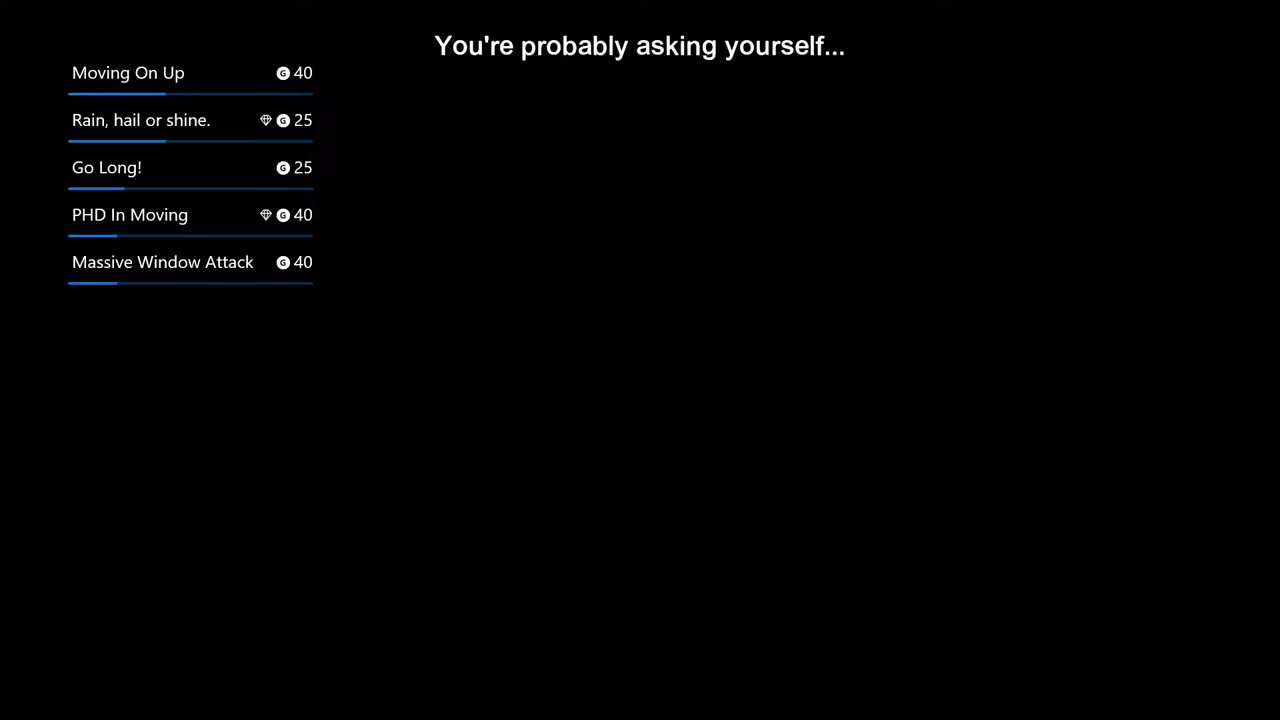 You're probably asking yourself...
Moving On Up G 40
Rain, hail or shine. G 25
Go Long! G 25
PHD In Moving G 40
Massive Window Attack G 40